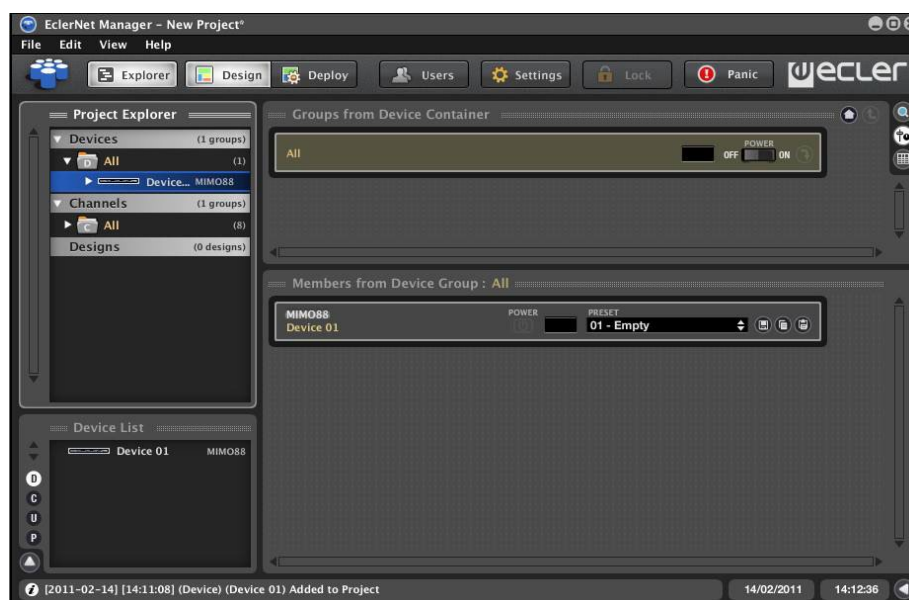 EclerNet Manager - New Project*
File Edit View Help
Explorer Design Deploy Users Settings Lock Panic ecler
Project Explorer
Devices (1 groups)
D All (1)
Device... MIMO88
Channels (1 groups)
C All (8)
Designs (0 designs)
Groups from Device Container
All
POWER
OFF ON
Members from Device Group : All
MIMO88 POWER PRESET
Device 01 01 - Empty
Device List
Device 01 MIMO88
D
C
U
P
[2011-02-14] [14:11:08] (Device) (Device 01) Added to Project 14/02/2011 14:12:36